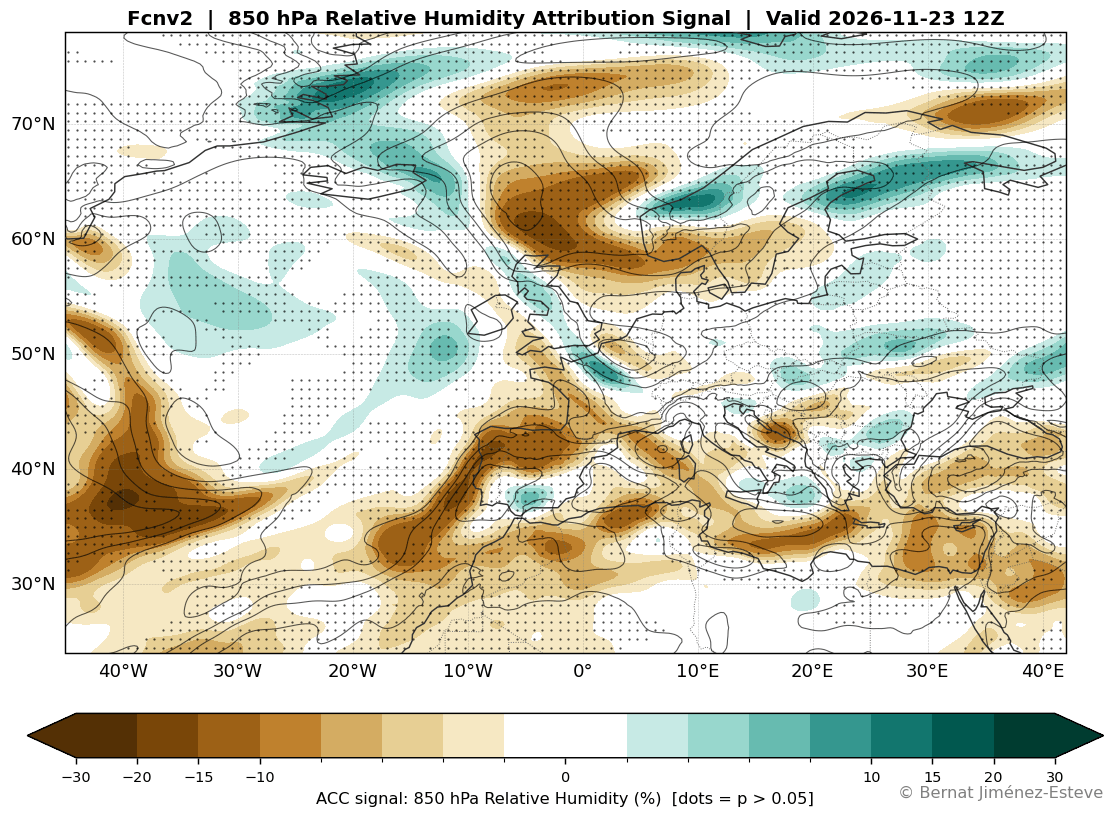 Fcnv2 | 850 hPa Relative Humidity Attribution Signal | Valid 2026-11-23 12Z
70°N
60°N
50°N
40°N
30°N
40°W 30°W 20°W 10°W 0° 10°E 20°E 30°E 40°E
−30 −20 −15 −10 0 10 15 20 30
ACC signal: 850 hPa Relative Humidity (%) [dots = p > 0.05]
© Bernat Jiménez-Esteve